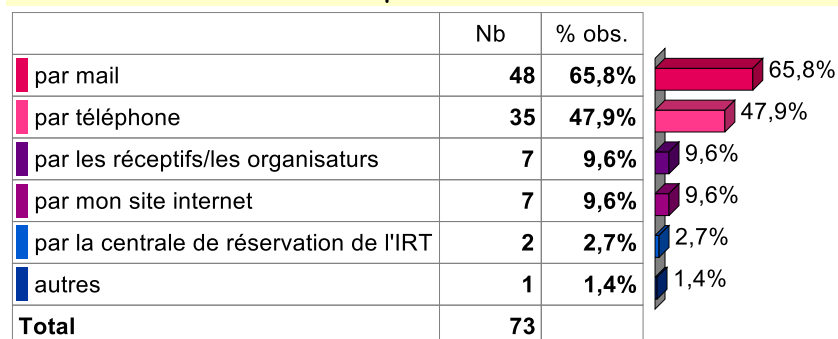 Nb % obs.
par mail 48 65,8% 65,8%
par téléphone 35 47,9% 47,9%
par les réceptifs/les organisaturs 7 9,6% 9,6%
par mon site internet 7 9,6% 9,6%
par la centrale de réservation de l'IRT 2 2,7% 2,7%
autres 1 1,4% 1,4%
Total 73